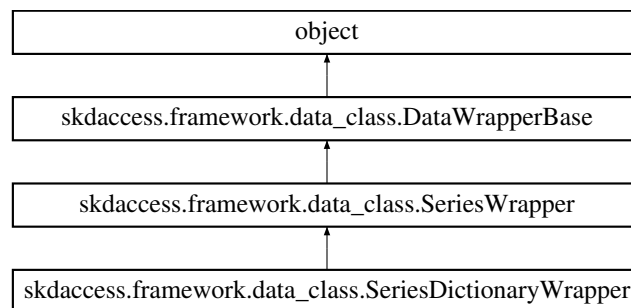 object
skdaccess.framework.data_class.DataWrapperBase
skdaccess.framework.data_class.SeriesWrapper
skdaccess.framework.data_class.SeriesDictionaryWrapper